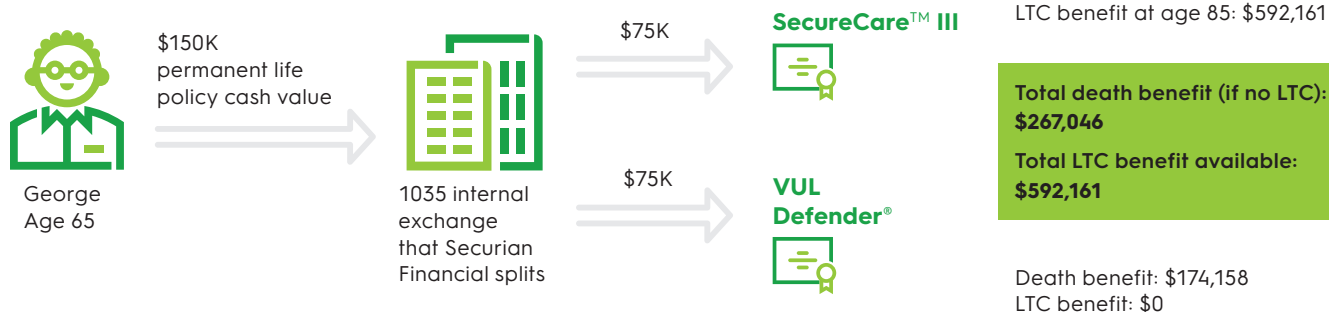 George
Age 65
$150K
permanent life
policy cash value
1035 internal
exchange
that Securian
Financial splits
$75K
SecureCare™ III
LTC benefit at age 85: $592,161
Total death benefit (if no LTC):
$267,046
Total LTC benefit available:
$592,161
$75K
VUL
Defender®
Death benefit: $174,158
LTC benefit: $0